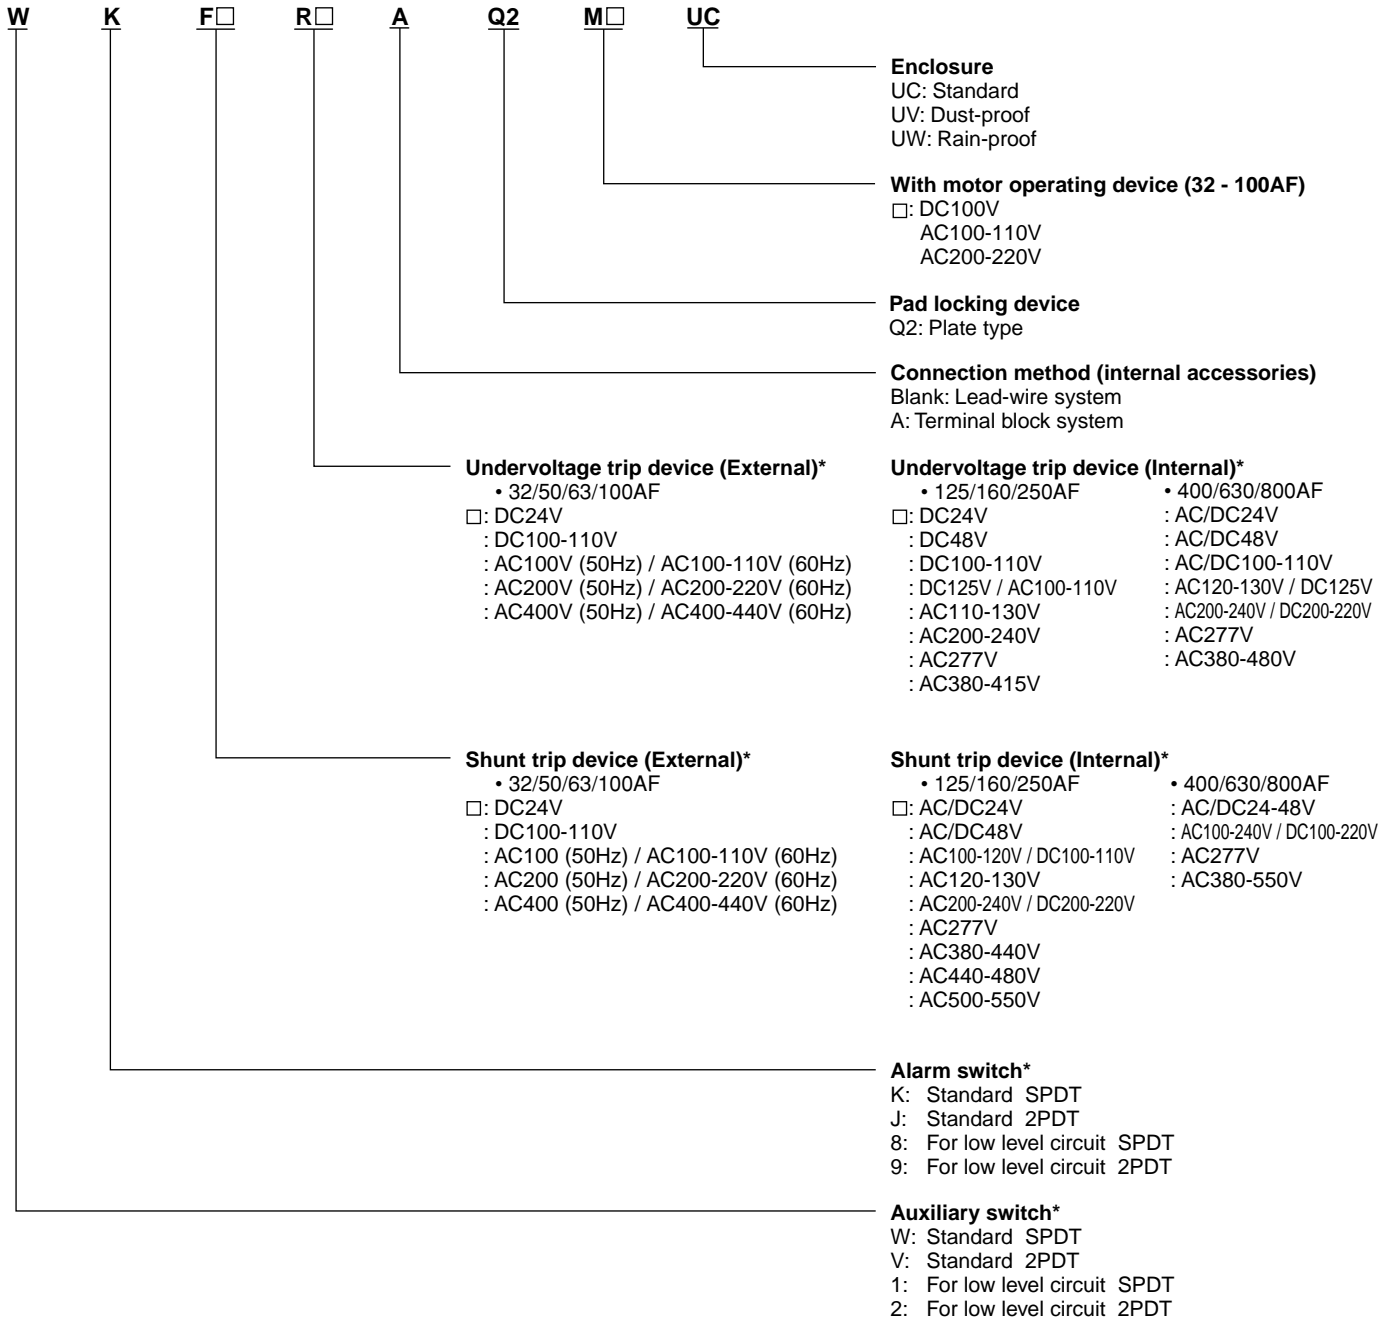 W K F□ R□ A Q2 M□ UC
Enclosure
UC: Standard
UV: Dust-proof
UW: Rain-proof
With motor operating device (32 - 100AF)
□: DC100V
AC100-110V
AC200-220V
Pad locking device
Q2: Plate type
Connection method (internal accessories)
Blank: Lead-wire system
A: Terminal block system
Undervoltage trip device (External)*
• 32/50/63/100AF
□: DC24V
: DC100-110V
: AC100V (50Hz) / AC100-110V (60Hz)
: AC200V (50Hz) / AC200-220V (60Hz)
: AC400V (50Hz) / AC400-440V (60Hz)
Undervoltage trip device (Internal)*
• 125/160/250AF
□: DC24V
: DC48V
: DC100-110V
: DC125V / AC100-110V
: AC110-130V
: AC200-240V
: AC277V
: AC380-415V
• 400/630/800AF
: AC/DC24V
: AC/DC48V
: AC/DC100-110V
: AC120-130V / DC125V
: AC200-240V / DC200-220V
: AC277V
: AC380-480V
Shunt trip device (External)*
• 32/50/63/100AF
□: DC24V
: DC100-110V
: AC100 (50Hz) / AC100-110V (60Hz)
: AC200 (50Hz) / AC200-220V (60Hz)
: AC400 (50Hz) / AC400-440V (60Hz)
Shunt trip device (Internal)*
• 125/160/250AF
□: AC/DC24V
: AC/DC48V
: AC100-120V / DC100-110V
: AC120-130V
: AC200-240V / DC200-220V
: AC277V
: AC380-440V
: AC440-480V
: AC500-550V
• 400/630/800AF
: AC/DC24-48V
: AC100-240V / DC100-220V
: AC277V
: AC380-550V
Alarm switch*
K: Standard SPDT
J: Standard 2PDT
8: For low level circuit SPDT
9: For low level circuit 2PDT
Auxiliary switch*
W: Standard SPDT
V: Standard 2PDT
1: For low level circuit SPDT
2: For low level circuit 2PDT